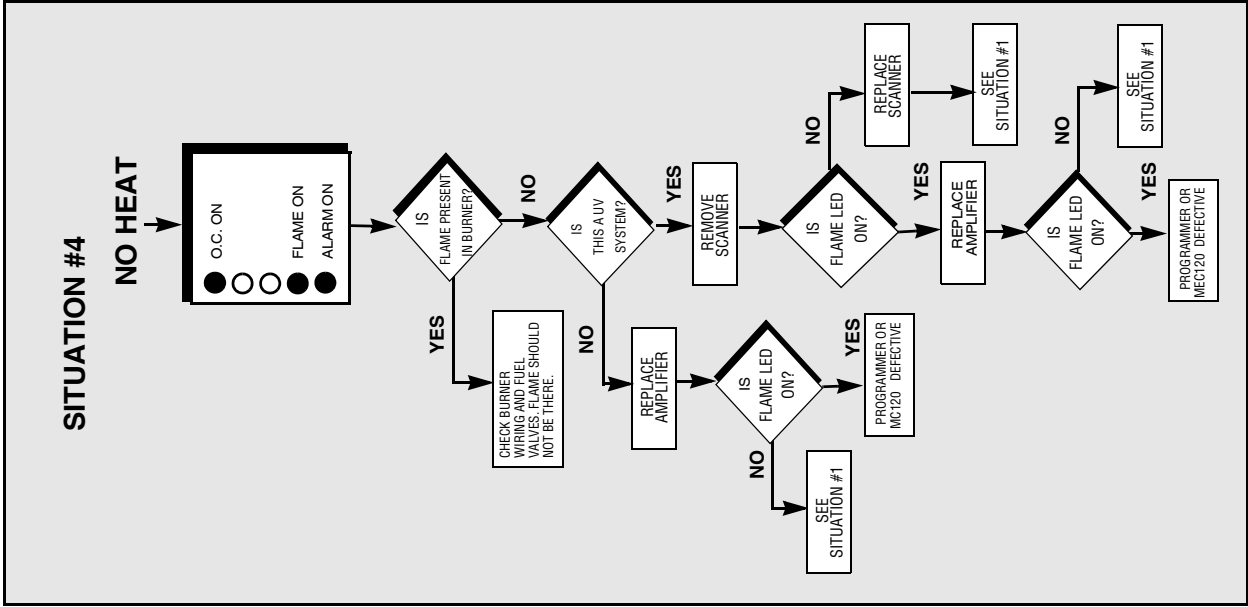 SITUATION #4
NO HEAT
O.C. ON
FLAME ON
ALARM ON
IS
FLAME PRESENT
IN BURNER?
YES
CHECK BURNER
WIRING AND FUEL
VALVES. FLAME SHOULD
NOT BE THERE.
NO
IS
THIS A UV
SYSTEM?
NO
REPLACE
AMPLIFIER
IS
FLAME LED
ON?
NO
SEE
SITUATION #1
YES
PROGRAMMER OR
MC120 DEFECTIVE
YES
REMOVE
SCANNER
IS
FLAME LED
ON?
NO
REPLACE
SCANNER
SEE
SITUATION #1
YES
REPLACE
AMPLIFIER
IS
FLAME LED
ON?
NO
SEE
SITUATION #1
YES
PROGRAMMER OR
MEC120 DEFECTIVE